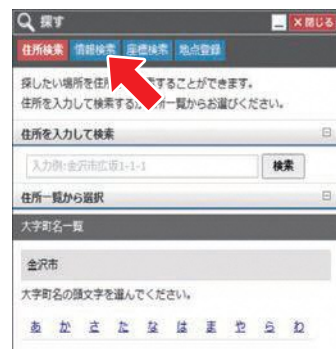 探す
×閉じる
住所検索 情報検索 座標検索 地点登録
探したい場所を住所 することができます。
住所を入力して検索するか 一覧からお選びください。
住所を入力して検索
入力例:金沢市広坂1-1-1 検索
住所一覧から選択
大字町名一覧
金沢市
大字町名の頭文字を選んでください。
あ か さ た な は ま や ら わ